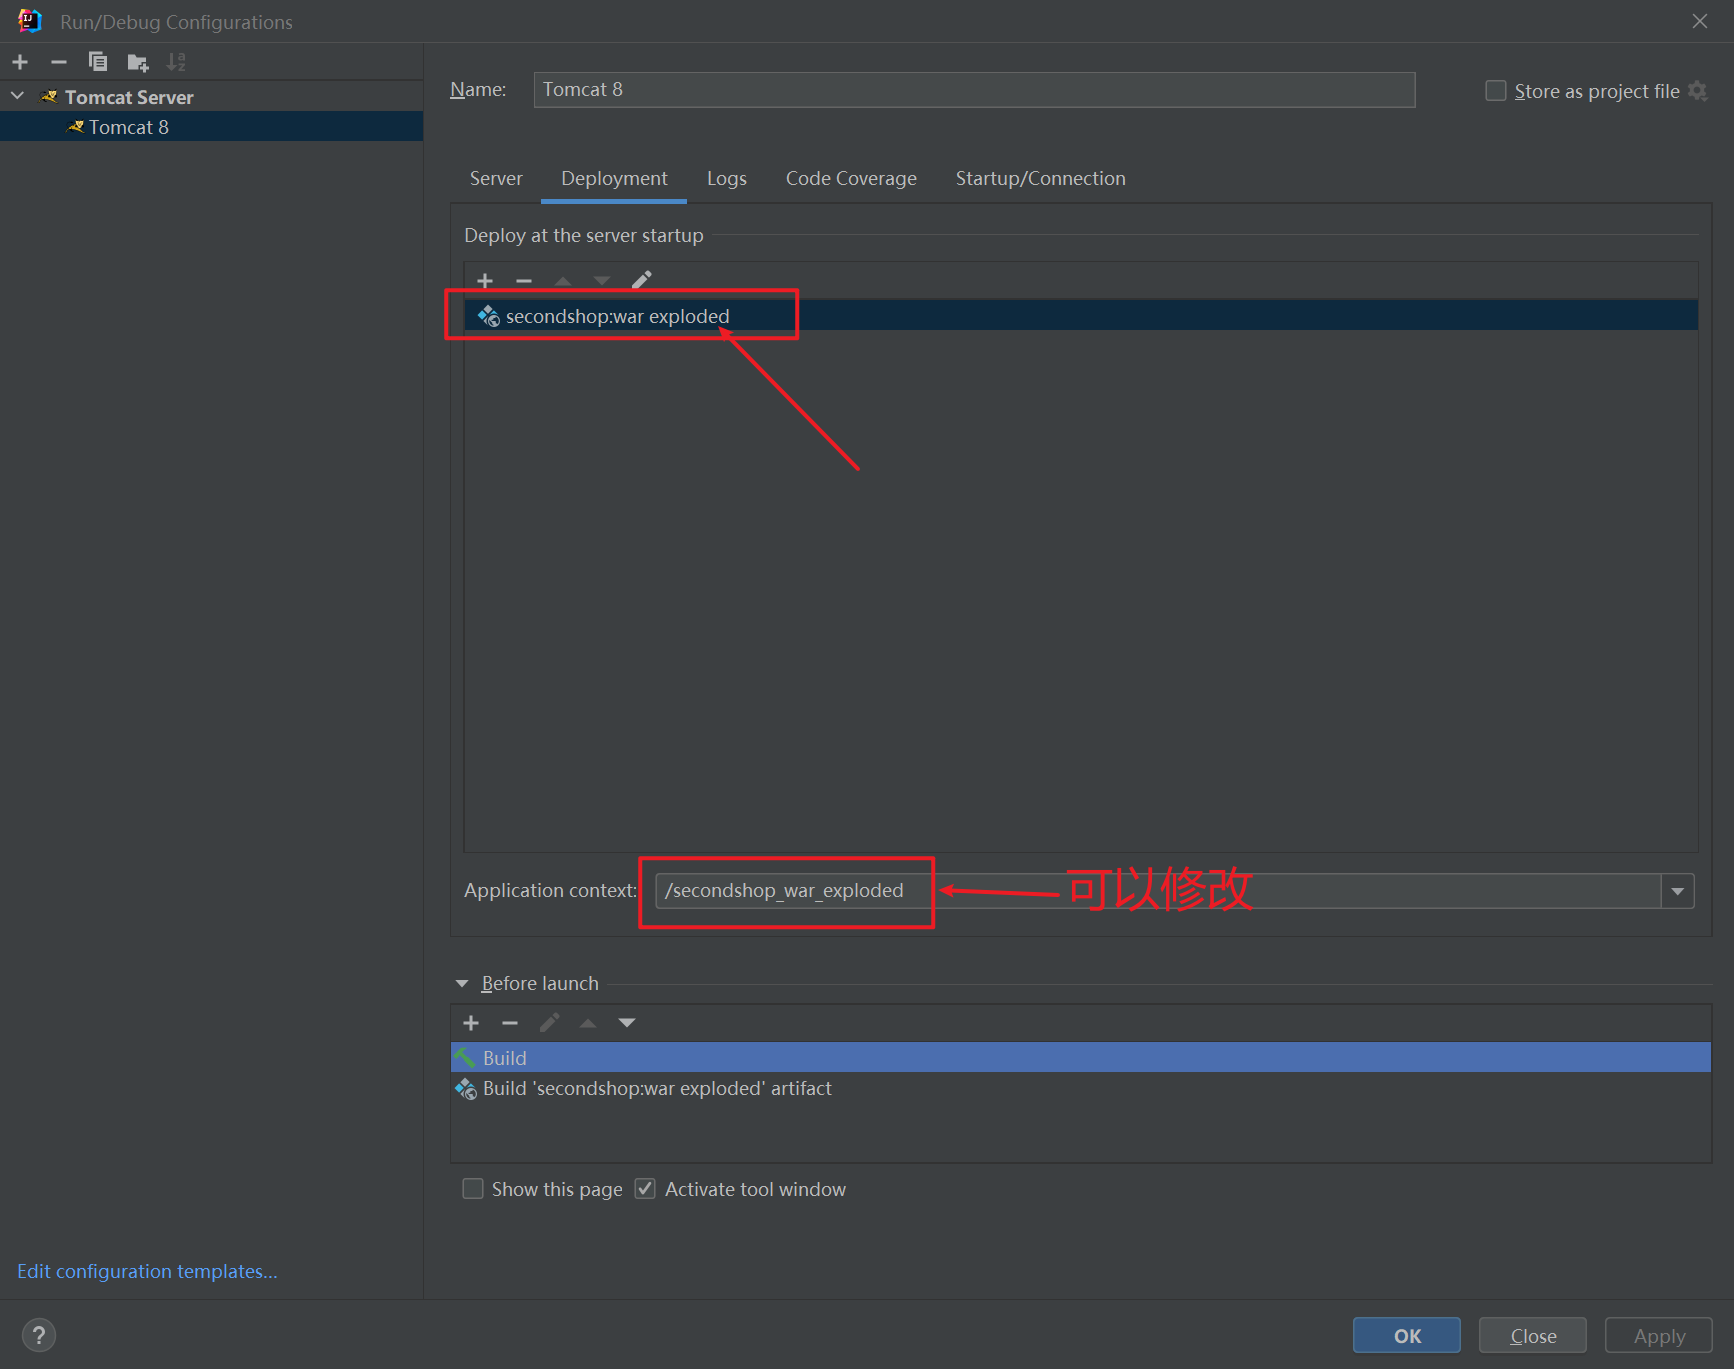 Run/Debug Configurations
Tomcat Server
Tomcat 8
Name: Tomcat 8
Store as project file
Server Deployment Logs Code Coverage Startup/Connection
Deploy at the server startup
secondshop:war exploded
Application context: /secondshop_war_exploded 可以修改
Before launch
Build
Build 'secondshop:war exploded' artifact
Show this page Activate tool window
Edit configuration templates...
? OK Close Apply